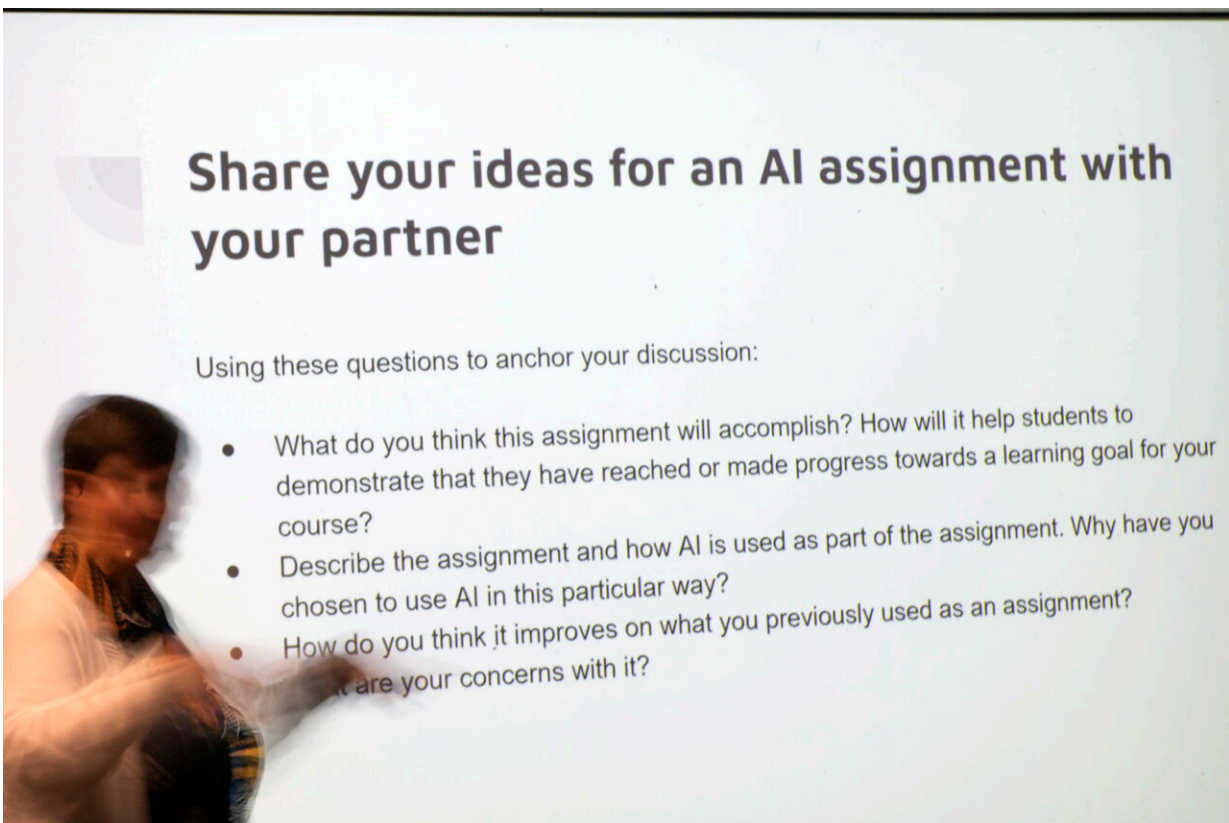 Share your ideas for an AI assignment with
your partner
Using these questions to anchor your discussion:
● What do you think this assignment will accomplish? How will it help students to
demonstrate that they have reached or made progress towards a learning goal for your
course?
● Describe the assignment and how AI is used as part of the assignment. Why have you
chosen to use AI in this particular way?
● How do you think it improves on what you previously used as an assignment?
are your concerns with it?